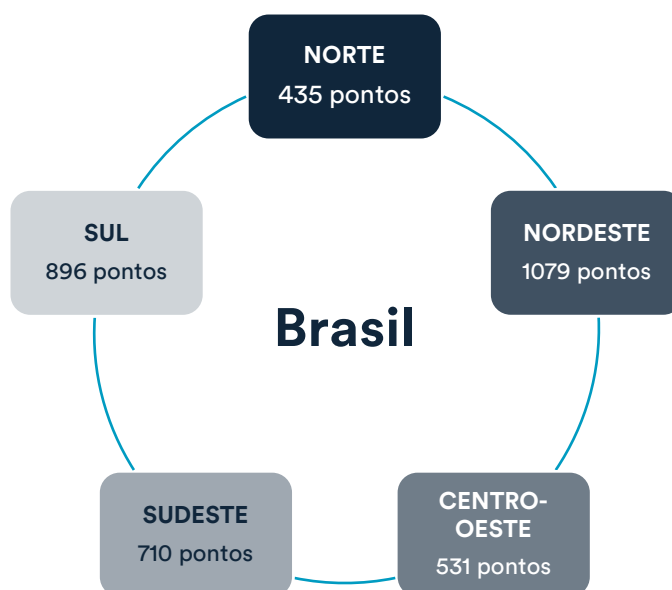 NORTE
435 pontos
SUL
896 pontos
NORDESTE
1079 pontos
Brasil
SUDESTE
710 pontos
CENTRO-
OESTE
531 pontos